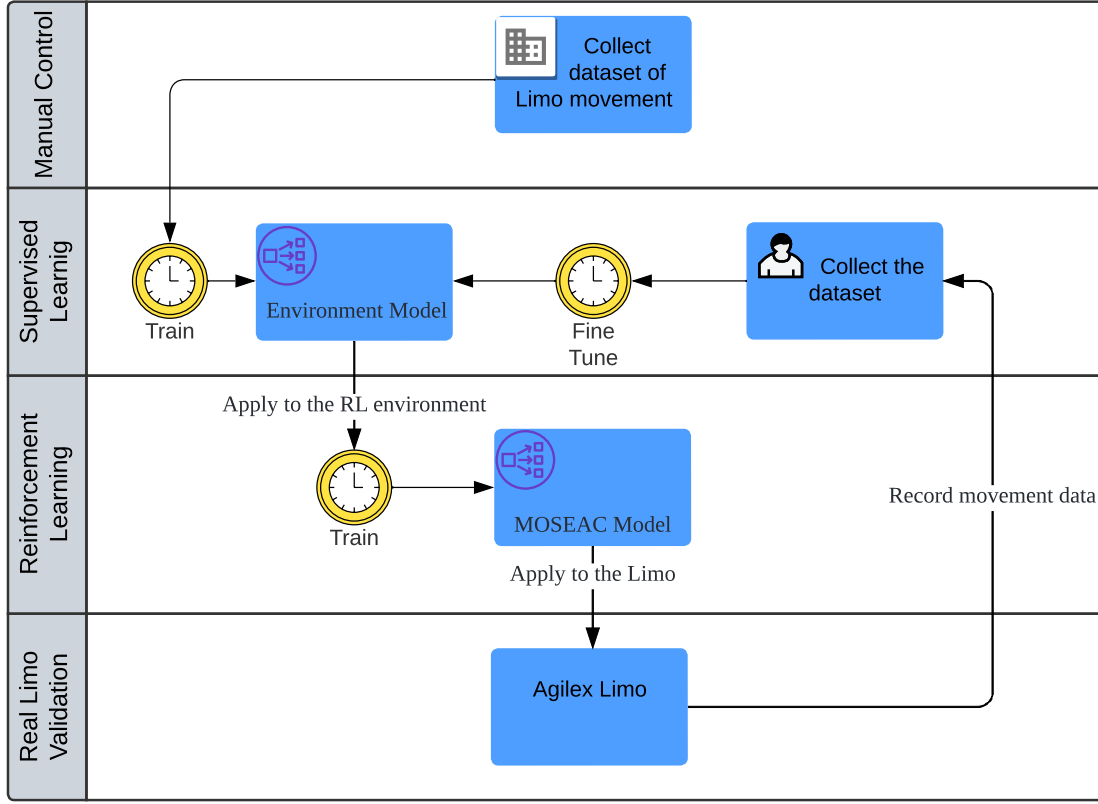 Manual Control
Collect
dataset of
Limo movement
Supervised
Learnig
Train
Environment Model
Fine
Tune
Collect the
dataset
Reinforcement
Learning
Apply to the RL environment
Train
MOSEAC Model
Apply to the Limo
Record movement data
Real Limo
Validation
Agilex Limo